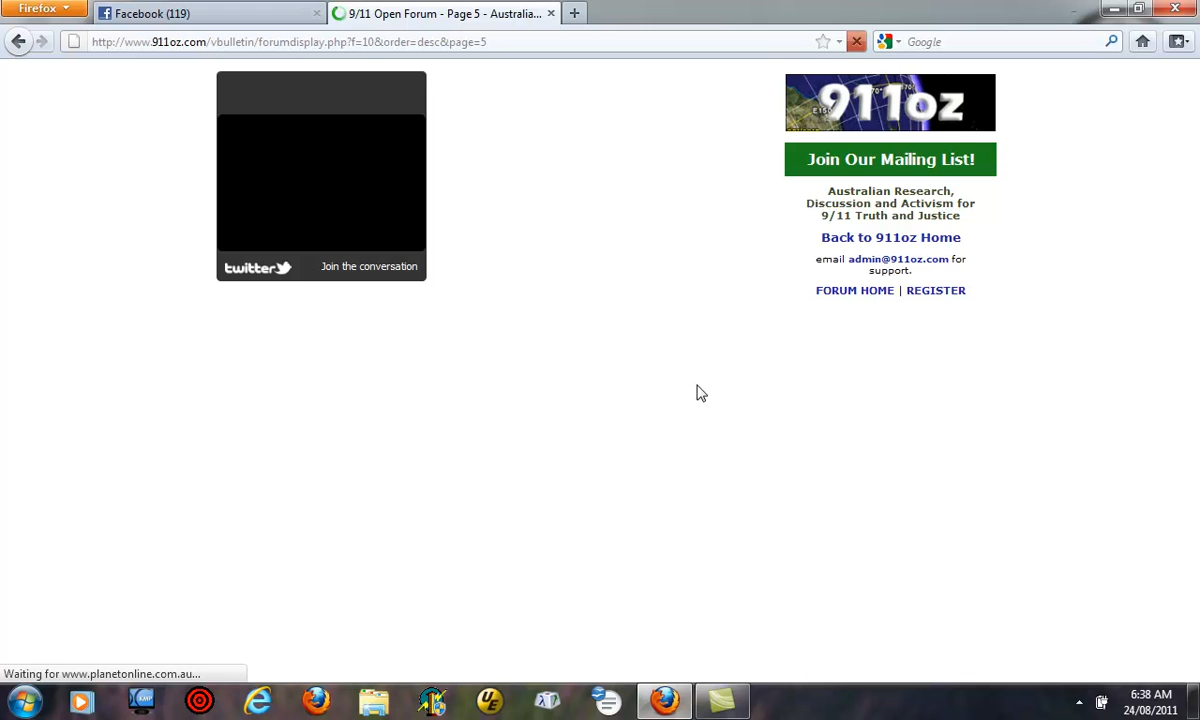 Firefox
Facebook (119)
9/11 Open Forum - Page 5 - Australia...
http://www.911oz.com/vbulletin/forumdisplay.php?f=10&order=desc&page=5
Google
911oz
Join Our Mailing List!
Australian Research,
Discussion and Activism for
9/11 Truth and Justice
Back to 911oz Home
email admin@911oz.com for
support.
FORUM HOME | REGISTER
twitter
Join the conversation
Waiting for www.planetonline.com.au...
KMP
UE
6:38 AM
24/08/2011